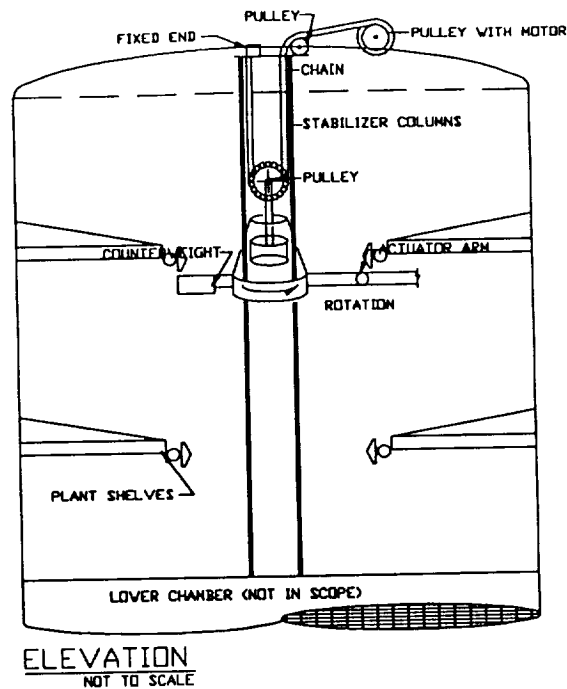 PULLEY
FIXED END
PULLEY WITH MOTOR
CHAIN
STABILIZER COLUMNS
PULLEY
COUNTERWEIGHT
ACTUATOR ARM
ROTATION
PLANT SHELVES
LOWER CHAMBER (NOT IN SCOPE)
ELEVATION
NOT TO SCALE